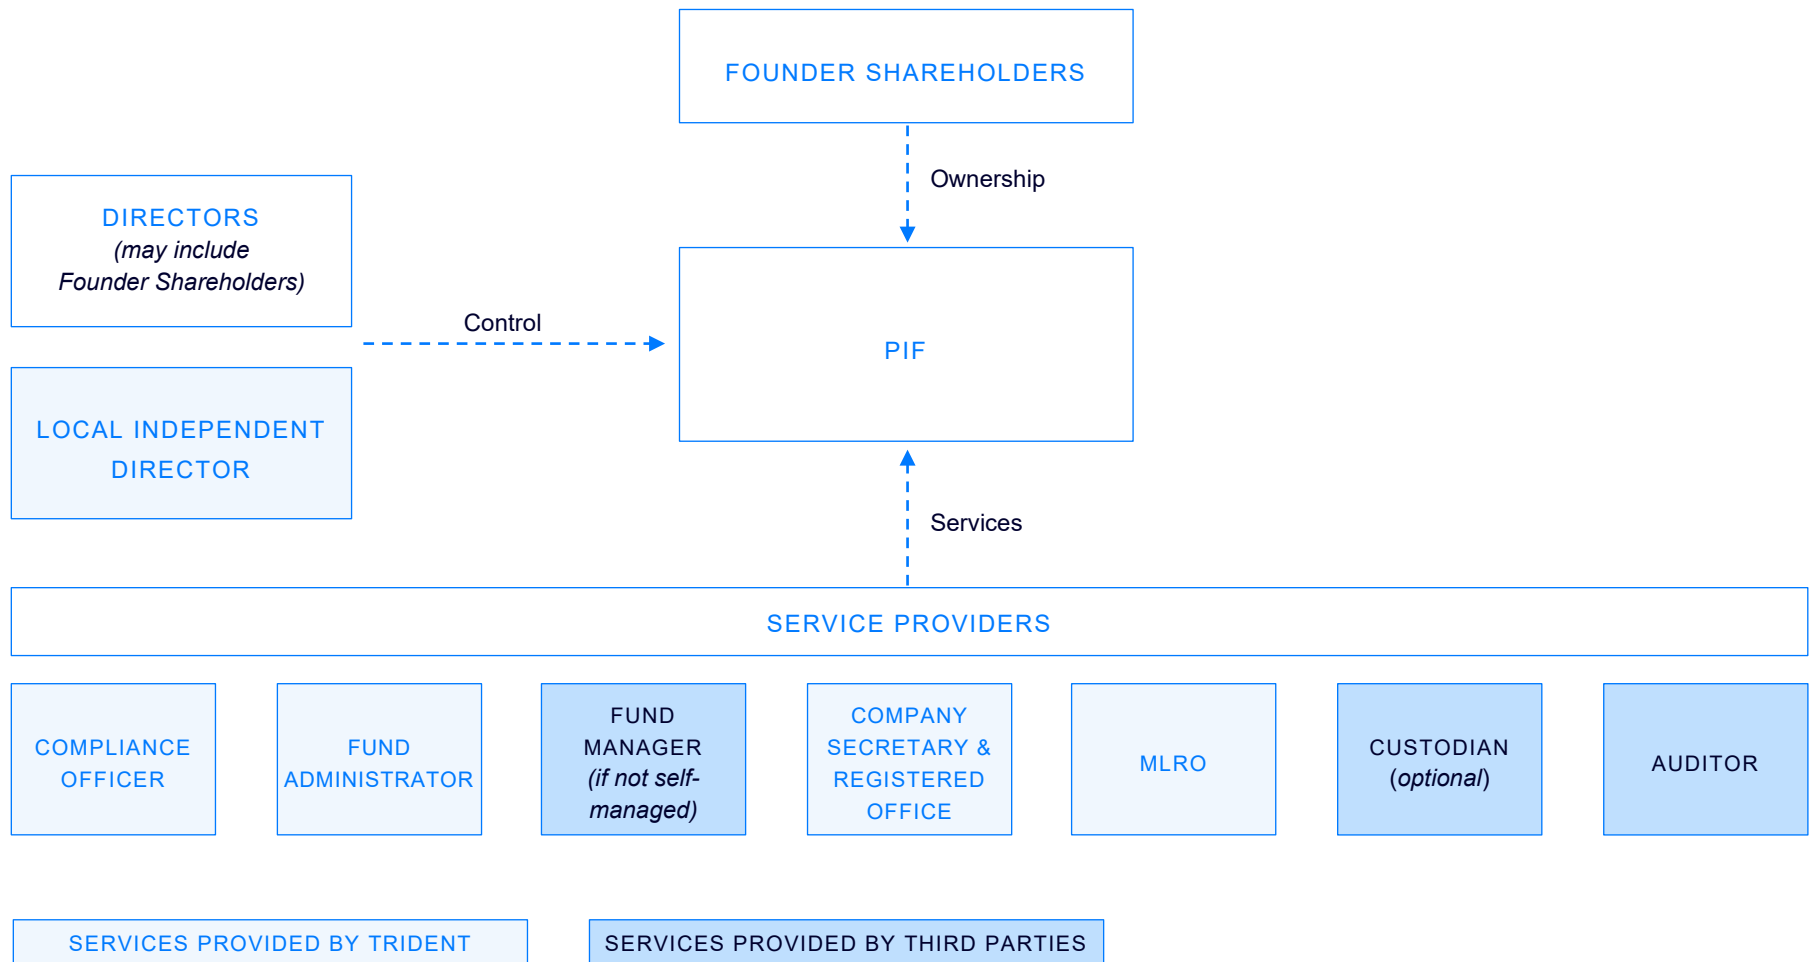 FOUNDER SHAREHOLDERS
Ownership
DIRECTORS
(may include
Founder Shareholders)
Control
PIF
LOCAL INDEPENDENT
DIRECTOR
Services
SERVICE PROVIDERS
COMPLIANCE
OFFICER
FUND
ADMINISTRATOR
FUND
MANAGER
(if not self-
managed)
COMPANY
SECRETARY &
REGISTERED
OFFICE
MLRO
CUSTODIAN
(optional)
AUDITOR
SERVICES PROVIDED BY TRIDENT
SERVICES PROVIDED BY THIRD PARTIES